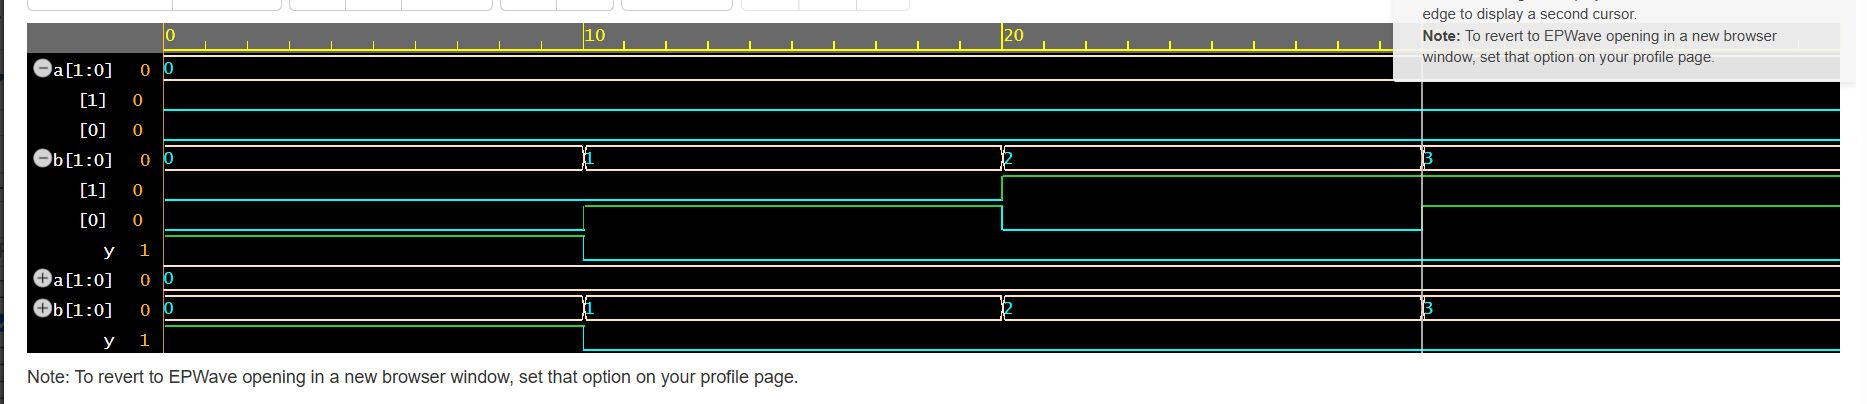 edge to display a second cursor.
Note: To revert to EPWave opening in a new browser
window, set that option on your profile page.
0 10 20
a[1:0] 0 0
[1] 0
[0] 0
b[1:0] 0 0 1 2 3
[1] 0
[0] 0
y 1
a[1:0] 0 0
b[1:0] 0 0 1 2 3
y 1
Note: To revert to EPWave opening in a new browser window, set that option on your profile page.